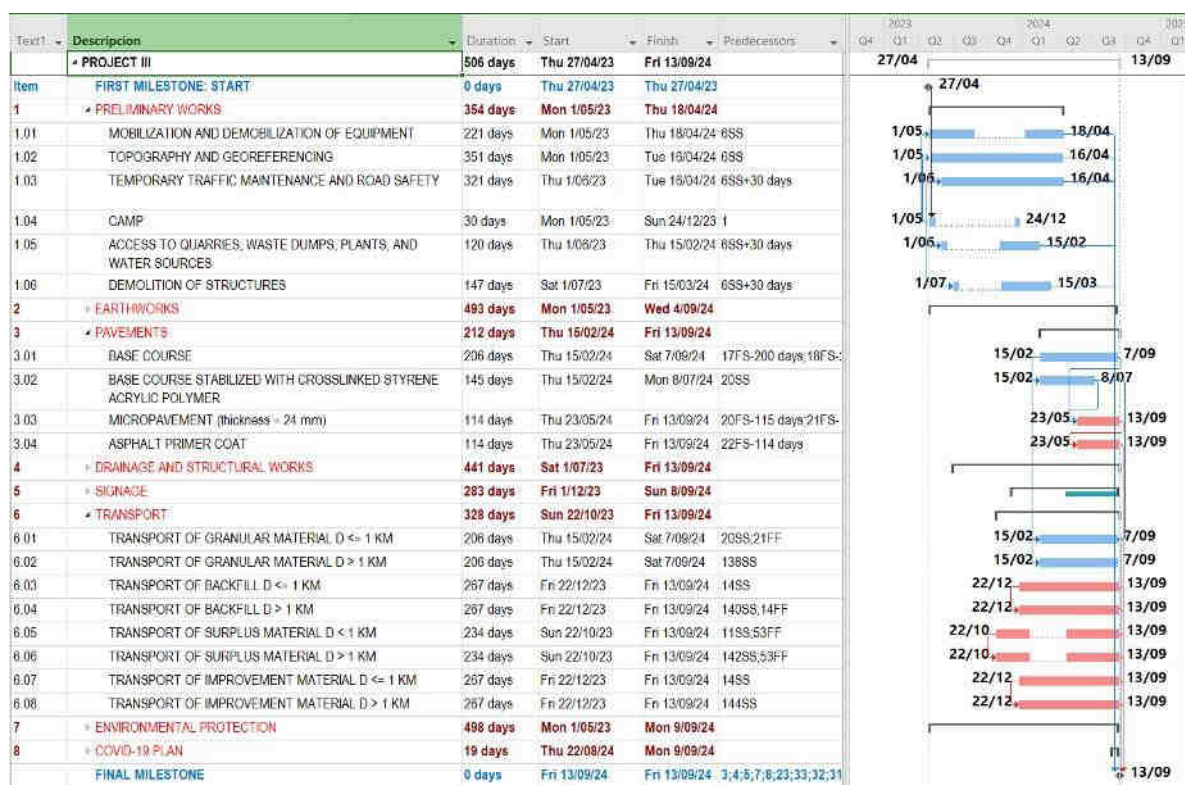 2023 2024 202
Text1 Descripcion Duration Start Finish Predecessors Q4 Q1 Q2 Q3 Q4 Q1 Q2 Q3 Q4 Q1
PROJECT III 506 days Thu 27/04/23 Fri 13/09/24 27/04 13/09
Item FIRST MILESTONE: START 0 days Thu 27/04/23 Thu 27/04/23 27/04
1 PRELIMINARY WORKS 354 days Mon 1/05/23 Thu 18/04/24
1.01 MOBILIZATION AND DEMOBILIZATION OF EQUIPMENT 221 days Mon 1/05/23 Thu 18/04/24 6SS 1/05 18/04
1.02 TOPOGRAPHY AND GEOREFERENCING 351 days Mon 1/05/23 Tue 16/04/24 6SS 1/05 16/04
1.03 TEMPORARY TRAFFIC MAINTENANCE AND ROAD SAFETY 321 days Thu 1/06/23 Tue 16/04/24 6SS+30 days 1/06 16/04
1.04 CAMP 30 days Mon 1/05/23 Sun 24/12/23 1 1/05 24/12
1.05 ACCESS TO QUARRIES, WASTE DUMPS, PLANTS, AND 120 days Thu 1/06/23 Thu 15/02/24 6SS+30 days 1/06 15/02
WATER SOURCES
1.06 DEMOLITION OF STRUCTURES 147 days Sat 1/07/23 Fri 15/03/24 6SS+30 days 1/07 15/03
2 EARTHWORKS 493 days Mon 1/05/23 Wed 4/09/24
3 PAVEMENTS 212 days Thu 15/02/24 Fri 13/09/24
3.01 BASE COURSE 206 days Thu 15/02/24 Sat 7/09/24 17FS-200 days;18FS- 15/02 7/09
3.02 BASE COURSE STABILIZED WITH CROSSLINKED STYRENE 145 days Thu 15/02/24 Mon 8/07/24 20SS 15/02 8/07
ACRYLIC POLYMER
3.03 MICROPAVEMENT (thickness = 24 mm) 114 days Thu 23/05/24 Fri 13/09/24 20FS-115 days;21FS- 23/05 13/09
3.04 ASPHALT PRIMER COAT 114 days Thu 23/05/24 Fri 13/09/24 22FS-114 days 23/05 13/09
4 DRAINAGE AND STRUCTURAL WORKS 441 days Sat 1/07/23 Fri 13/09/24
5 SIGNAGE 283 days Fri 1/12/23 Sun 8/09/24
6 TRANSPORT 328 days Sun 22/10/23 Fri 13/09/24
6.01 TRANSPORT OF GRANULAR MATERIAL D <= 1 KM 206 days Thu 15/02/24 Sat 7/09/24 20SS;21FF 15/02 7/09
6.02 TRANSPORT OF GRANULAR MATERIAL D > 1 KM 206 days Thu 15/02/24 Sat 7/09/24 138SS 15/02 7/09
6.03 TRANSPORT OF BACKFILL D <= 1 KM 267 days Fri 22/12/23 Fri 13/09/24 14SS 22/12 13/09
6.04 TRANSPORT OF BACKFILL D > 1 KM 267 days Fri 22/12/23 Fri 13/09/24 140SS;14FF 22/12 13/09
6.05 TRANSPORT OF SURPLUS MATERIAL D < 1 KM 234 days Sun 22/10/23 Fri 13/09/24 11SS;53FF 22/10 13/09
6.06 TRANSPORT OF SURPLUS MATERIAL D > 1 KM 234 days Sun 22/10/23 Fri 13/09/24 142SS;53FF 22/10 13/09
6.07 TRANSPORT OF IMPROVEMENT MATERIAL D <= 1 KM 267 days Fri 22/12/23 Fri 13/09/24 14SS 22/12 13/09
6.08 TRANSPORT OF IMPROVEMENT MATERIAL D > 1 KM 267 days Fri 22/12/23 Fri 13/09/24 144SS 22/12 13/09
7 ENVIRONMENTAL PROTECTION 498 days Mon 1/05/23 Mon 9/09/24
8 COVID-19 PLAN 19 days Thu 22/08/24 Mon 9/09/24
FINAL MILESTONE 0 days Fri 13/09/24 Fri 13/09/24 3;4;5;7;8;23;33;32;31 13/09